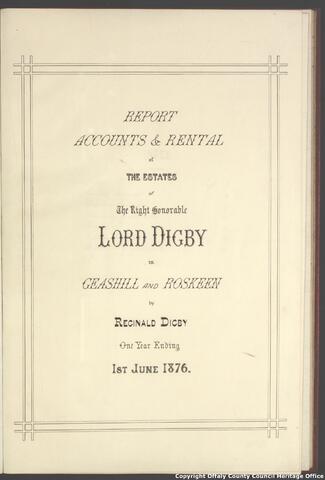 REPORT
ACCOUNTS & RENTAL
of
THE ESTATES
of
The Right Honorable
LORD DIGBY
in
GEASHILL AND ROSKEEN
by
REGINALD DIGBY
One Year Ending
1ST JUNE 1876.
Copyright Offaly County Council Heritage Office